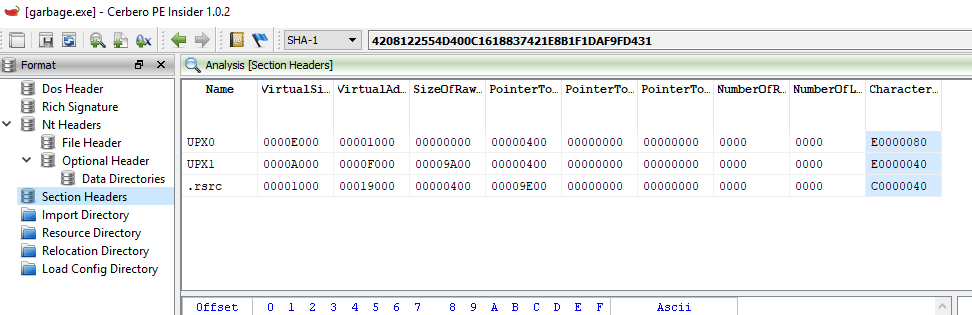 [garbage.exe] - Cerbero PE Insider 1.0.2
SHA-1 4208122554D400C1618837421E8B1F1DAF9FD431
Format
Analysis [Section Headers]
Dos Header
Rich Signature
Nt Headers
File Header
Optional Header
Data Directories
Section Headers
Import Directory
Resource Directory
Relocation Directory
Load Config Directory
Name VirtualSi... VirtualAd... SizeOfRaw... PointerTo... PointerTo... PointerTo... NumberOfR... NumberOfL... Character...
UPX0 0000E000 00001000 00000000 00000400 00000000 00000000 0000 0000 E0000080
UPX1 0000A000 0000F000 00009A00 00000400 00000000 00000000 0000 0000 E0000040
.rsrc 00001000 00019000 00000400 00009E00 00000000 00000000 0000 0000 C0000040
Offset 0 1 2 3 4 5 6 7 8 9 A B C D E F Ascii